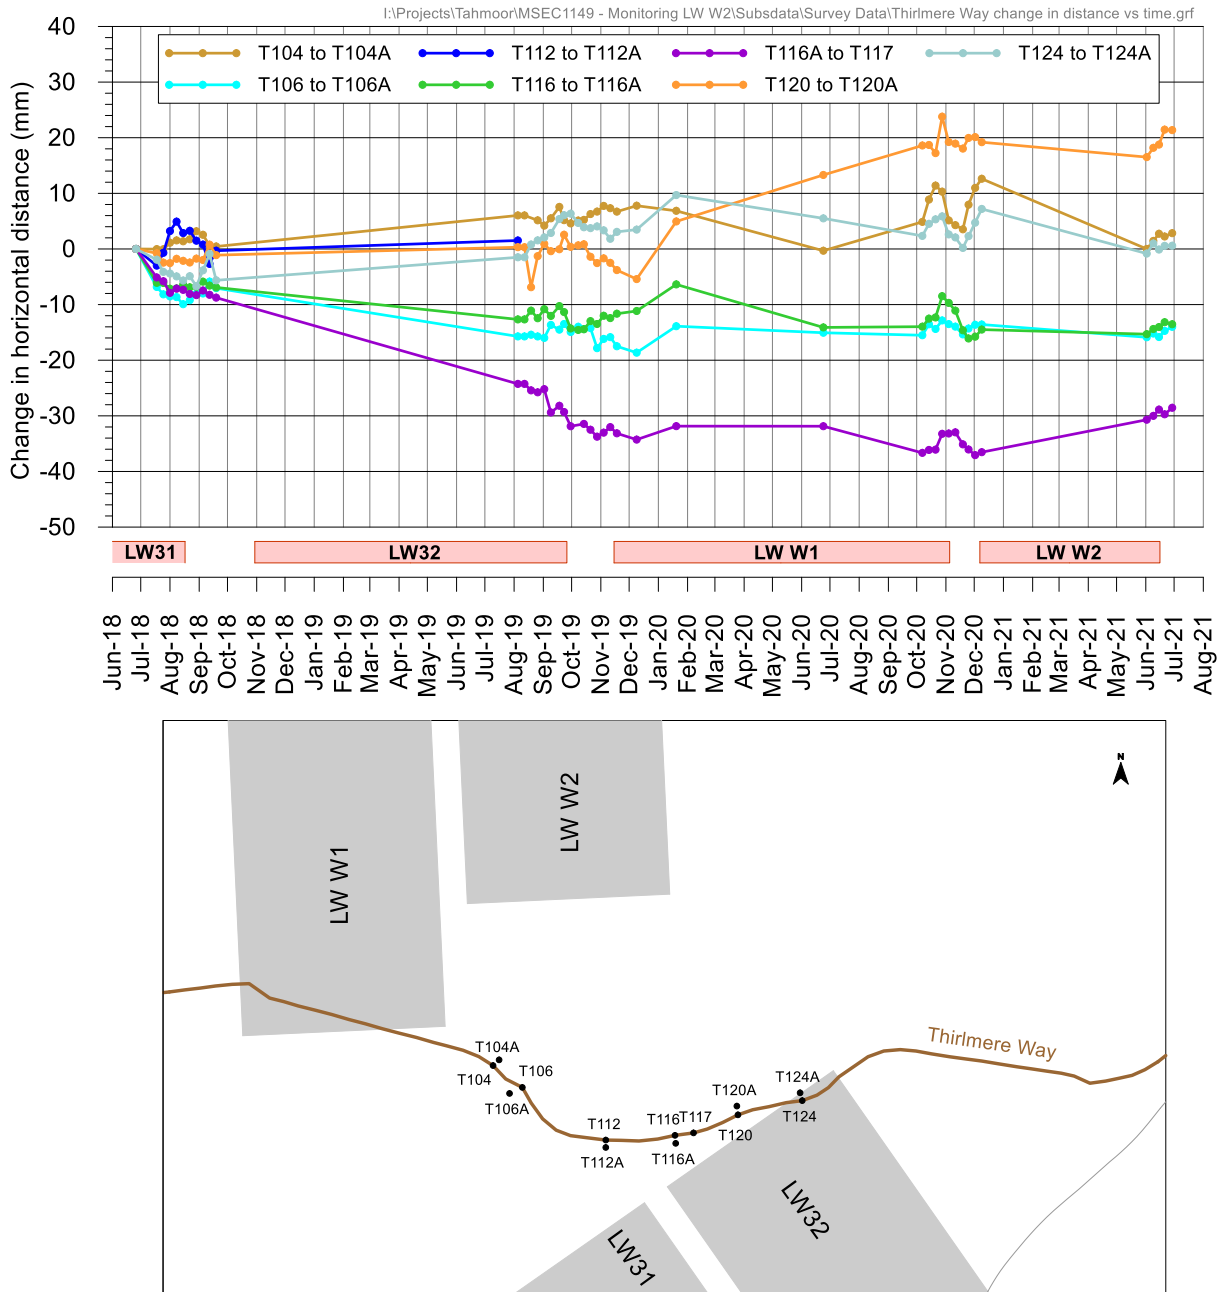 I:\Projects\Tahmoor\MSEC1149 - Monitoring LW W2\Subsdata\Survey Data\Thirlmere Way change in distance vs time.grf
T104 to T104A
T112 to T112A
T116A to T117
T124 to T124A
T106 to T106A
T116 to T116A
T120 to T120A
Change in horizontal distance (mm)
40
30
20
10
0
-10
-20
-30
-40
-50
LW31
LW32
LW W1
LW W2
Jun-18
Jul-18
Aug-18
Sep-18
Oct-18
Nov-18
Dec-18
Jan-19
Feb-19
Mar-19
Apr-19
May-19
Jun-19
Jul-19
Aug-19
Sep-19
Oct-19
Nov-19
Dec-19
Jan-20
Feb-20
Mar-20
Apr-20
May-20
Jun-20
Jul-20
Aug-20
Sep-20
Oct-20
Nov-20
Dec-20
Jan-21
Feb-21
Mar-21
Apr-21
May-21
Jun-21
Jul-21
Aug-21
N
LW W2
LW W1
Thirlmere Way
T104A
T104
T106
T106A
T124A
T120A
T124
T112
T116
T117
T120
T112A
T116A
LW32
LW31